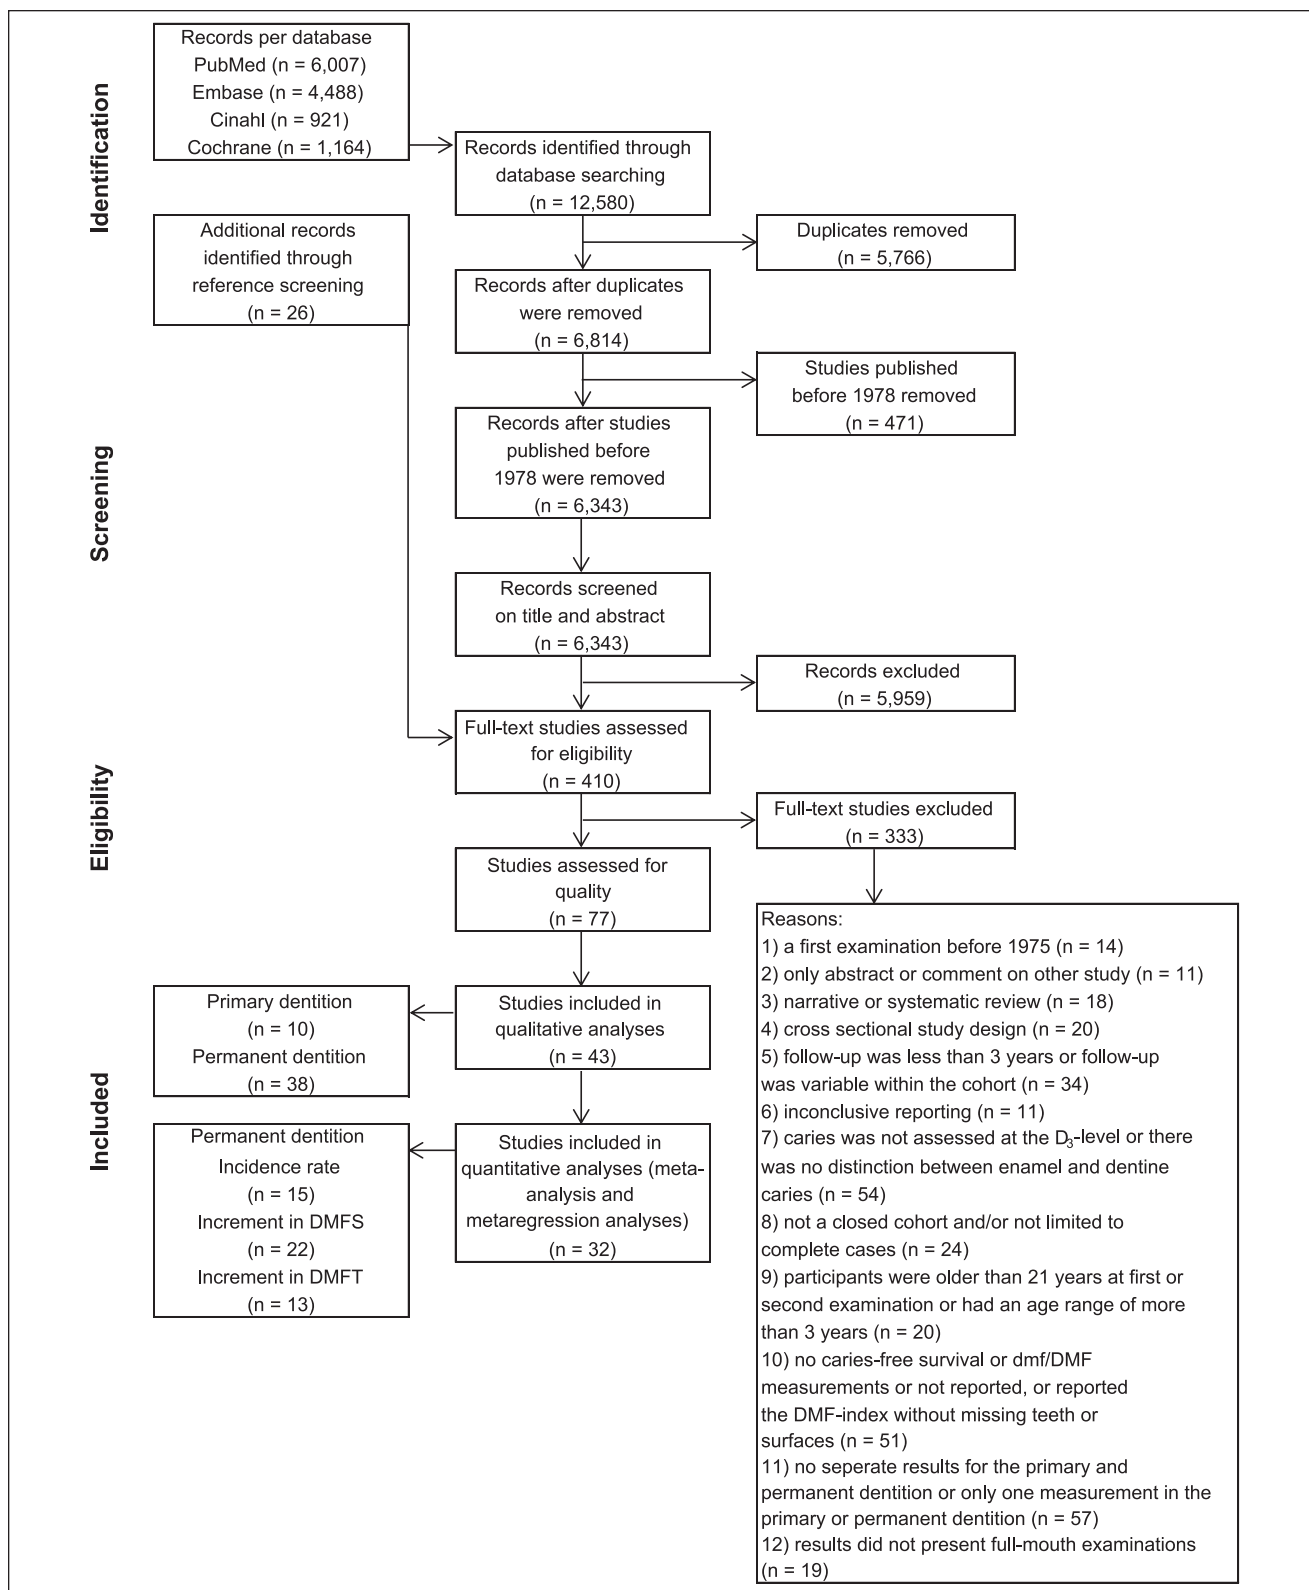 Identification
Records per database
PubMed (n = 6,007)
Embase (n = 4,488)
Cinahl (n = 921)
Cochrane (n = 1,164)
Records identified through
database searching
(n = 12,580)
Additional records
identified through
reference screening
(n = 26)
Duplicates removed
(n = 5,766)
Records after duplicates
were removed
(n = 6,814)
Screening
Studies published
before 1978 removed
(n = 471)
Records after studies
published before
1978 were removed
(n = 6,343)
Records screened
on title and abstract
(n = 6,343)
Records excluded
(n = 5,959)
Eligibility
Full-text studies assessed
for eligibility
(n = 410)
Full-text studies excluded
(n = 333)
Studies assessed for
quality
(n = 77)
Reasons:
1) a first examination before 1975 (n = 14)
2) only abstract or comment on other study (n = 11)
3) narrative or systematic review (n = 18)
4) cross sectional study design (n = 20)
5) follow-up was less than 3 years or follow-up
was variable within the cohort (n = 34)
6) inconclusive reporting (n = 11)
7) caries was not assessed at the D3-level or there
was no distinction between enamel and dentine
caries (n = 54)
8) not a closed cohort and/or not limited to
complete cases (n = 24)
9) participants were older than 21 years at first or
second examination or had an age range of more
than 3 years (n = 20)
10) no caries-free survival or dmf/DMF
measurements or not reported, or reported
the DMF-index without missing teeth or
surfaces (n = 51)
11) no seperate results for the primary and
permanent dentition or only one measurement in the
primary or permanent dentition (n = 57)
12) results did not present full-mouth examinations
(n = 19)
Included
Primary dentition
(n = 10)
Permanent dentition
(n = 38)
Studies included in
qualitative analyses
(n = 43)
Permanent dentition
Incidence rate
(n = 15)
Increment in DMFS
(n = 22)
Increment in DMFT
(n = 13)
Studies included in
quantitative analyses (meta-
analysis and
metaregression analyses)
(n = 32)